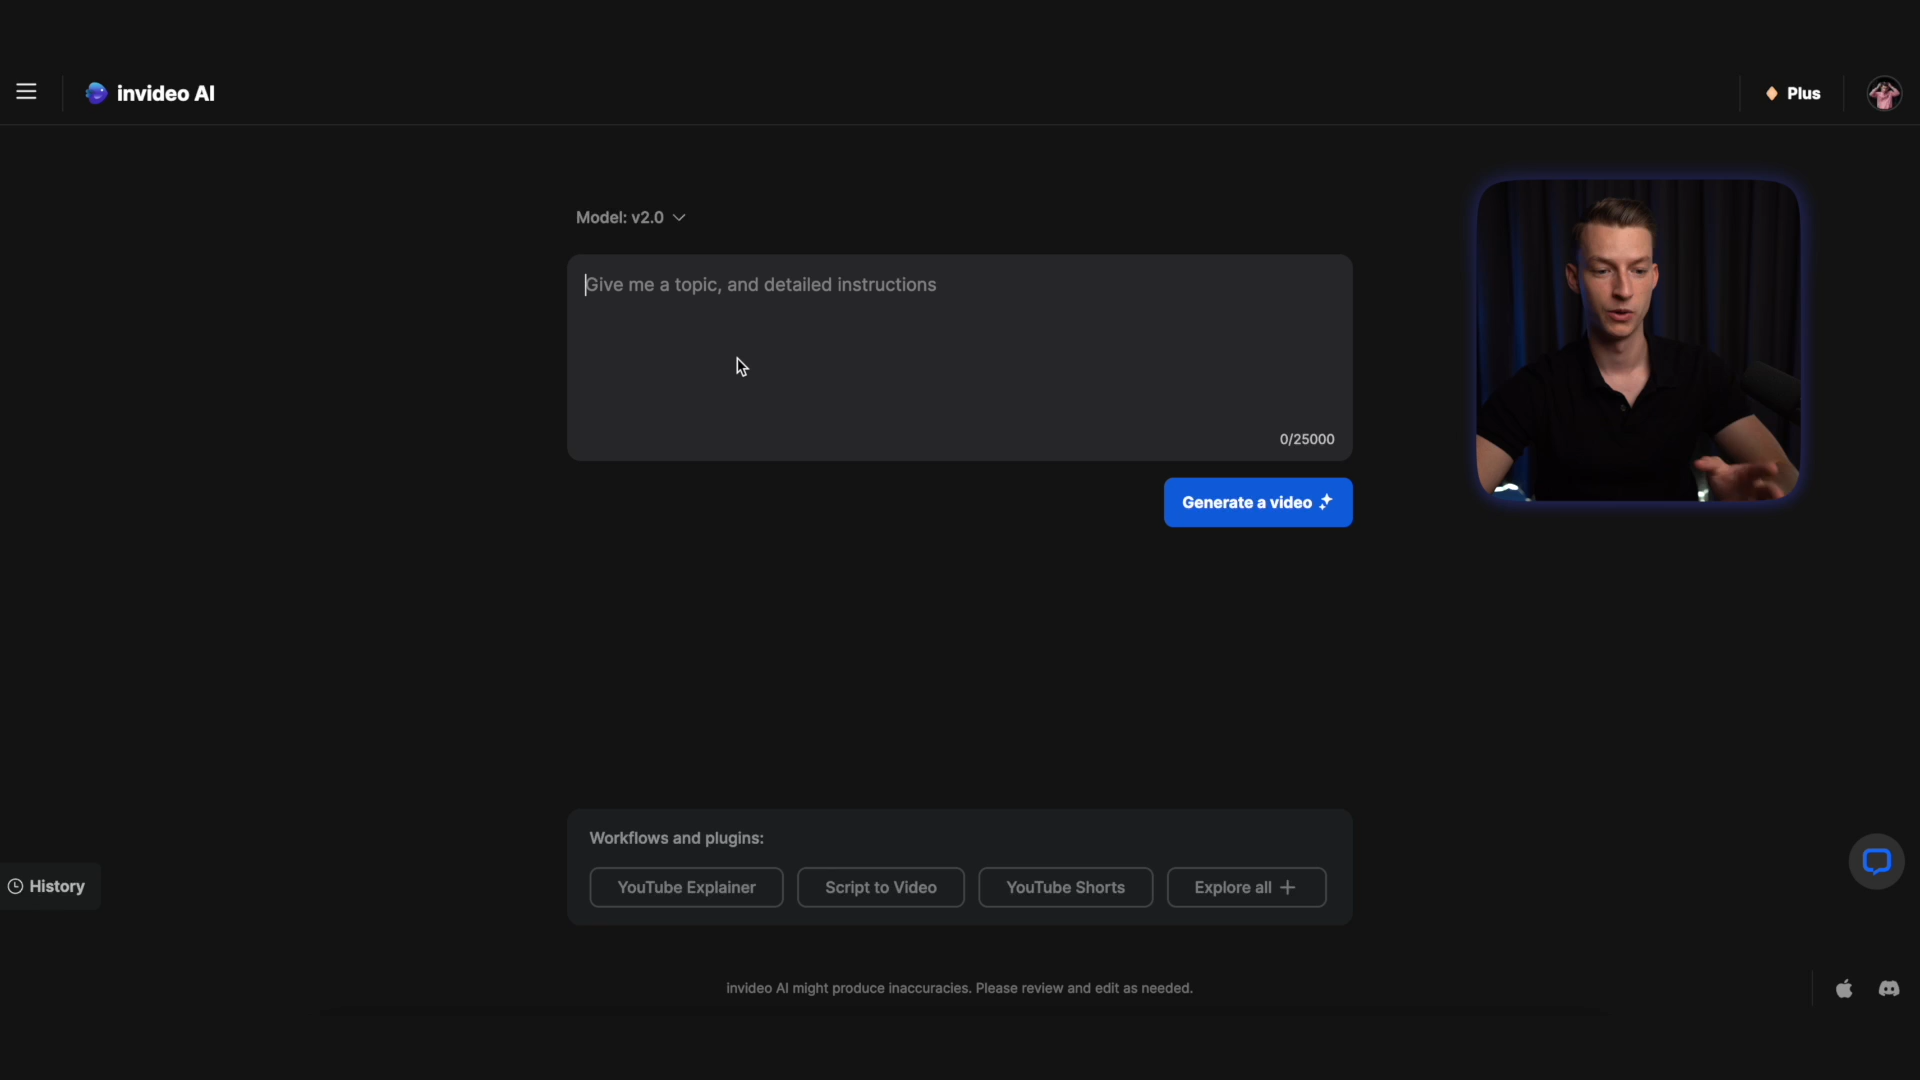 invideo AI
Plus
Model: v2.0
Give me a topic, and detailed instructions
0/25000
Generate a video
Workflows and plugins:
YouTube Explainer
Script to Video
YouTube Shorts
Explore all +
History
invideo AI might produce inaccuracies. Please review and edit as needed.